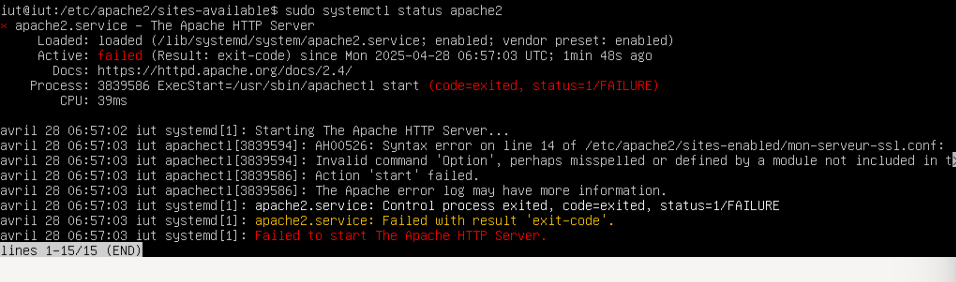 iut@iut:/etc/apache2/sites-available$ sudo systemctl status apache2
× apache2.service - The Apache HTTP Server
Loaded: loaded (/lib/systemd/system/apache2.service; enabled; vendor preset: enabled)
Active: failed (Result: exit-code) since Mon 2025-04-28 06:57:03 UTC; 1min 48s ago
Docs: https://httpd.apache.org/docs/2.4/
Process: 3839586 ExecStart=/usr/sbin/apachectl start (code=exited, status=1/FAILURE)
CPU: 39ms
avril 28 06:57:02 iut systemd[1]: Starting The Apache HTTP Server...
avril 28 06:57:03 iut apachectl[3839594]: AH00526: Syntax error on line 14 of /etc/apache2/sites-enabled/mon-serveur-ssl.conf:
avril 28 06:57:03 iut apachectl[3839594]: Invalid command 'Option', perhaps misspelled or defined by a module not included in t>
avril 28 06:57:03 iut apachectl[3839586]: Action 'start' failed.
avril 28 06:57:03 iut apachectl[3839586]: The Apache error log may have more information.
avril 28 06:57:03 iut systemd[1]: apache2.service: Control process exited, code=exited, status=1/FAILURE
avril 28 06:57:03 iut systemd[1]: apache2.service: Failed with result 'exit-code'.
avril 28 06:57:03 iut systemd[1]: Failed to start The Apache HTTP Server.
lines 1-15/15 (END)